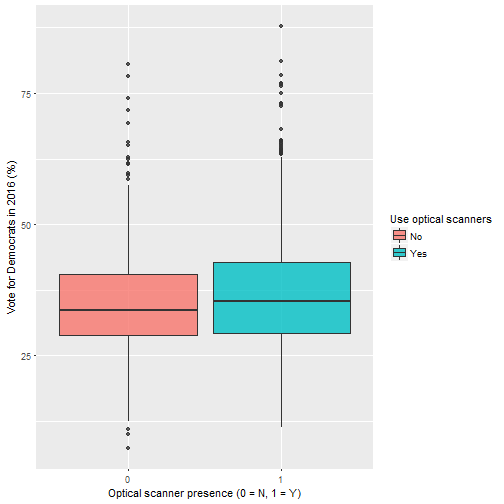 Vote for Democrats in 2016 (%)
75
50
25
0
1
Optical scanner presence (0 = N, 1 = Y)
Use optical scanners
No
Yes